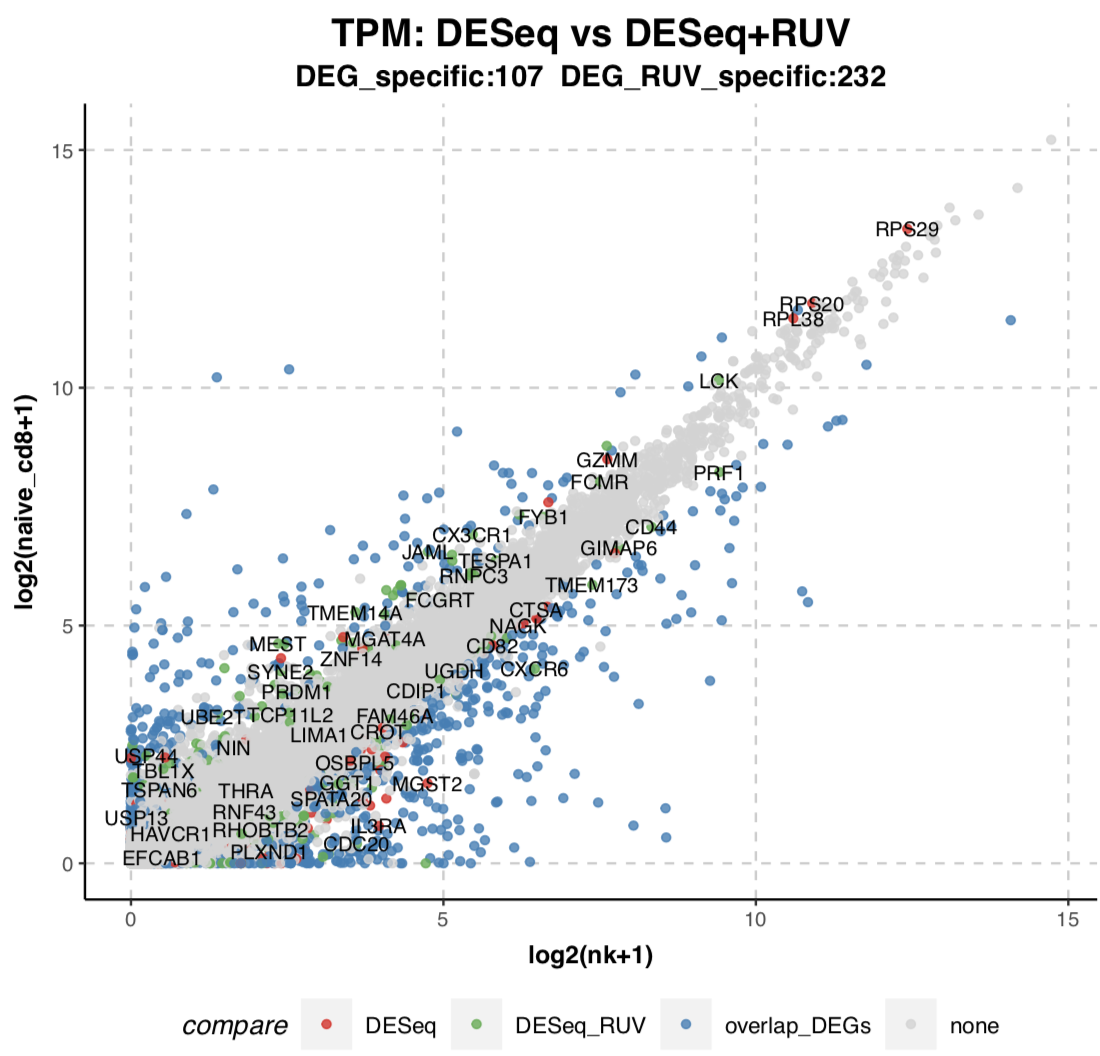 TPM: DESeq vs DESeq+RUV
DEG_specific:107 DEG_RUV_specific:232
log2(naive_cd8+1)
15
10
5
0
RPS29
RPS20
RPL38
LCK
GZMM
PRF1
FCMR
FYB1
CD44
CX3CR1
JAML
GIMAP6
TESPA1
RNPC3
TMEM173
FCGRT
TMEM14A
CTSA
NAGK
MEST
MGAT4A
CD82
ZNF14
SYNE2
UGDH
CXCR6
PRDM1
CDIP1
UBE2T
TCP11L2
FAM46A
LIMA1
CROT
NIN
USP44
OSBPL5
TBL1X
GGT1
MGST2
TSPAN6
THRA
SPATA20
RNF43
USP13
HAVCR1
RHOBTB2
IL3RA
CDC20
EFCAB1
PLXND1
0
5
10
15
log2(nk+1)
compare
DESeq
DESeq_RUV
overlap_DEGs
none